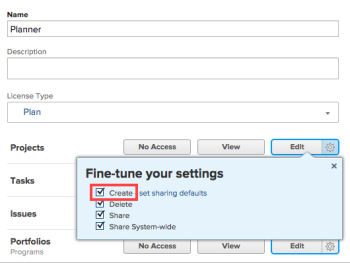 Name
Planner
Description
License Type
Plan
Projects No Access View Edit
Fine-tune your settings ×
Tasks
Create set sharing defaults
Delete
Issues Share
Share System-wide
Portfolios No Access View Edit
Programs